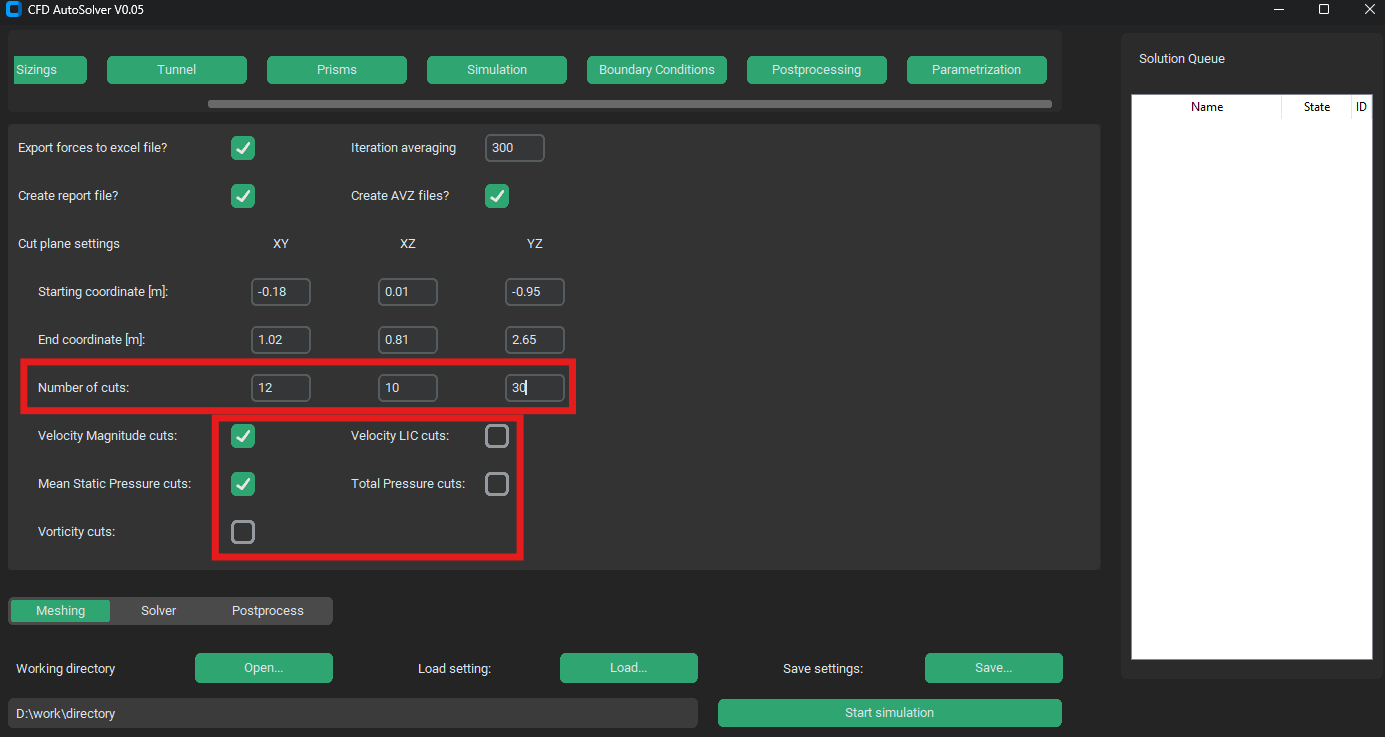 CFD AutoSolver V0.05
Sizings Tunnel Prisms Simulation Boundary Conditions Postprocessing Parametrization
Solution Queue
Name State ID
Export forces to excel file? Iteration averaging 300
Create report file? Create AVZ files?
Cut plane settings XY XZ YZ
Starting coordinate [m]: -0.18 0.01 -0.95
End coordinate [m]: 1.02 0.81 2.65
Number of cuts: 12 10 30
Velocity Magnitude cuts: Velocity LIC cuts:
Mean Static Pressure cuts: Total Pressure cuts:
Vorticity cuts:
Meshing Solver Postprocess
Working directory Open... Load setting: Load... Save settings: Save...
D:\work\directory Start simulation